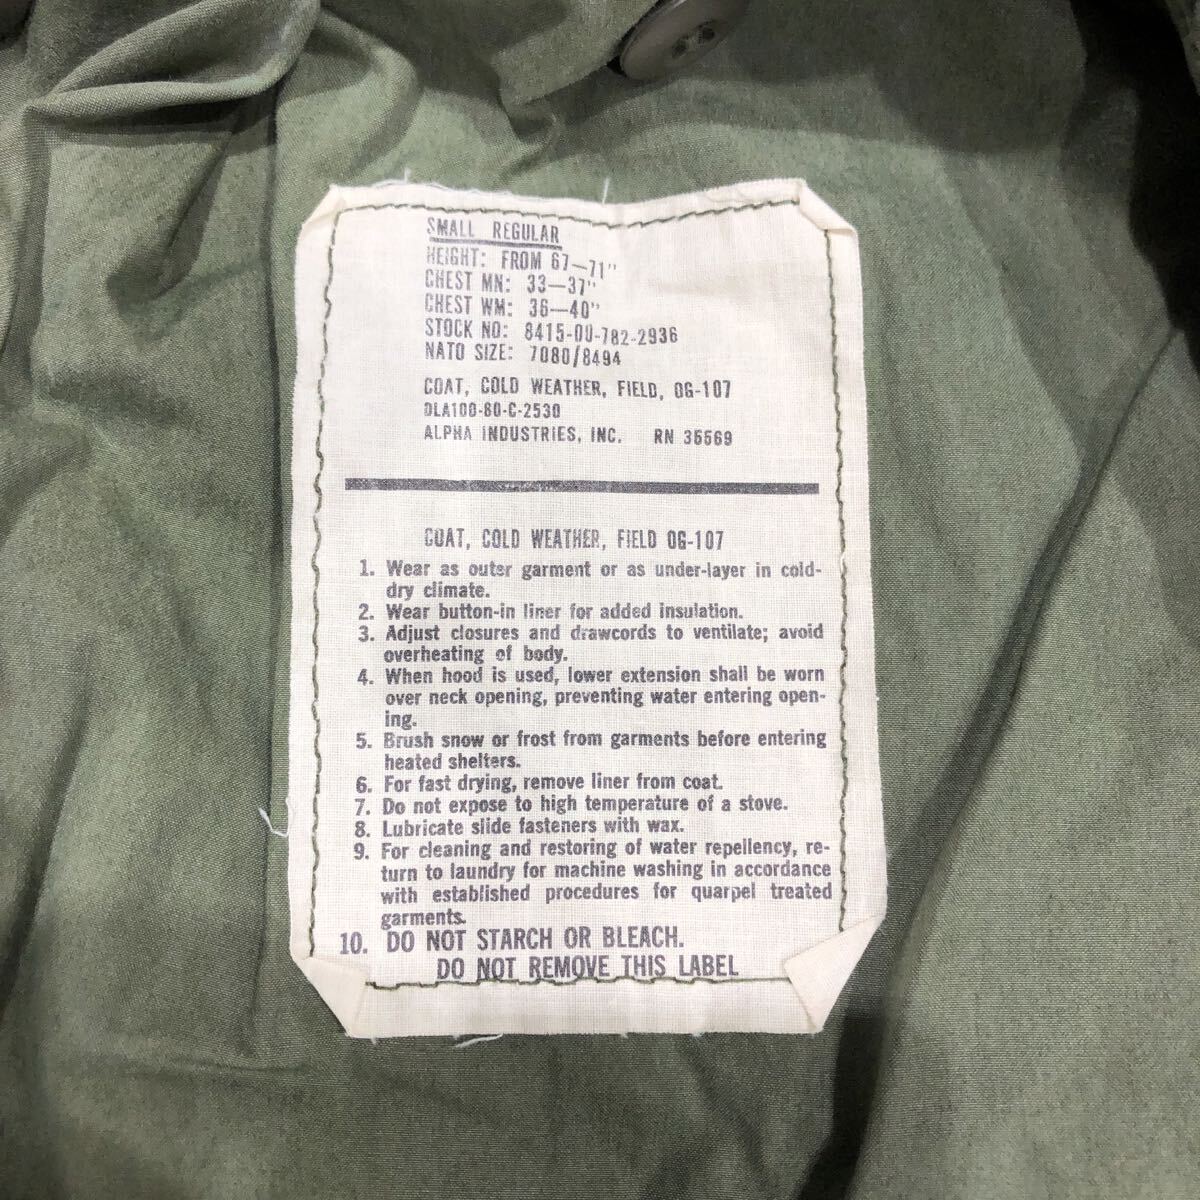 SMALL REGULAR
HEIGHT: FROM 67—71"
CHEST MN: 33—37"
CHEST WM: 36—40"
STOCK NO: 8415-00-782-2936
NATO SIZE: 7080/8494
COAT, COLD WEATHER, FIELD, OG-107
DLA100-80-C-2530
ALPHA INDUSTRIES, INC. RN 35569
COAT, COLD WEATHER, FIELD OG-107
1. Wear as outer garment or as under-layer in cold-
dry climate.
2. Wear button-in liner for added insulation.
3. Adjust closures and drawcords to ventilate; avoid
overheating of body.
4. When hood is used, lower extension shall be worn
over neck opening, preventing water entering open-
ing.
5. Brush snow or frost from garments before entering
heated shelters.
6. For fast drying, remove liner from coat.
7. Do not expose to high temperature of a stove.
8. Lubricate slide fasteners with wax.
9. For cleaning and restoring of water repellency, re-
turn to laundry for machine washing in accordance
with established procedures for quarpel treated
garments.
10. DO NOT STARCH OR BLEACH.
DO NOT REMOVE THIS LABEL